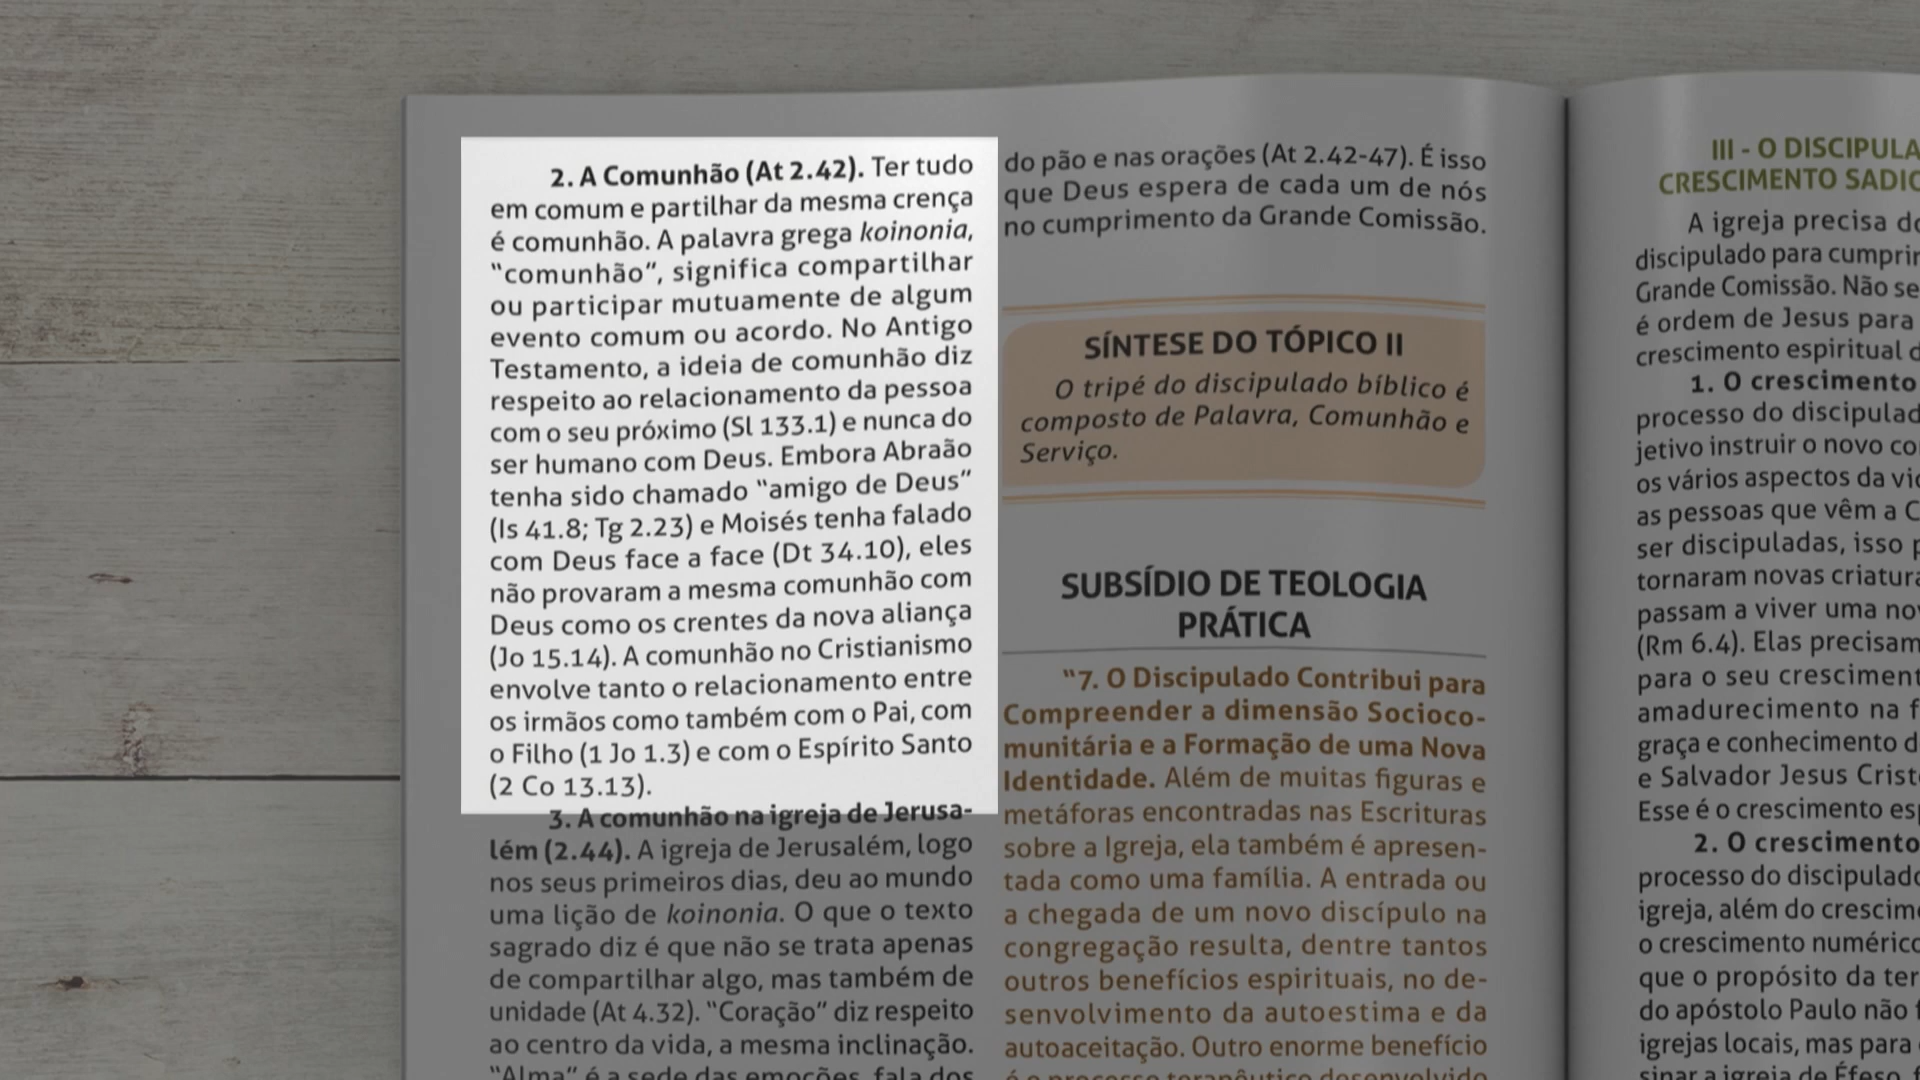 2. A Comunhão (At 2.42). Ter tudo
em comum e partilhar da mesma crença
é comunhão. A palavra grega koinonia,
“comunhão”, significa compartilhar
ou participar mutuamente de algum
evento comum ou acordo. No Antigo
Testamento, a ideia de comunhão diz
respeito ao relacionamento da pessoa
com o seu próximo (Sl 133.1) e nunca do
ser humano com Deus. Embora Abraão
tenha sido chamado “amigo de Deus”
(Is 41.8; Tg 2.23) e Moisés tenha falado
com Deus face a face (Dt 34.10), eles
não provaram a mesma comunhão com
Deus como os crentes da nova aliança
(Jo 15.14). A comunhão no Cristianismo
envolve tanto o relacionamento entre
os irmãos como também com o Pai, com
o Filho (1 Jo 1.3) e com o Espírito Santo
(2 Co 13.13).
3. A comunhão na igreja de Jerusa-
lém (2.44). A igreja de Jerusalém, logo
nos seus primeiros dias, deu ao mundo
uma lição de koinonia. O que o texto
sagrado diz é que não se trata apenas
de compartilhar algo, mas também de
unidade (At 4.32). “Coração” diz respeito
ao centro da vida, a mesma inclinação.
“Alma” é a sede das emoções, fala dos
do pão e nas orações (At 2.42-47). É isso
que Deus espera de cada um de nós
no cumprimento da Grande Comissão.
SÍNTESE DO TÓPICO II
O tripé do discipulado bíblico é
composto de Palavra, Comunhão e
Serviço.
SUBSÍDIO DE TEOLOGIA
PRÁTICA
“7. O Discipulado Contribui para
Compreender a dimensão Socioco-
munitária e a Formação de uma Nova
Identidade. Além de muitas figuras e
metáforas encontradas nas Escrituras
sobre a Igreja, ela também é apresen-
tada como uma família. A entrada ou
a chegada de um novo discípulo na
congregação resulta, dentre tantos
outros benefícios espirituais, no de-
senvolvimento da autoestima e da
autoaceitação. Outro enorme benefício
é o processo terapêutico desenvolvido
III - O DISCIPULA
CRESCIMENTO SADIO
A igreja precisa do
discipulado para cumprir
Grande Comissão. Não se
é ordem de Jesus para
crescimento espiritual d
1. O crescimento
processo do discipulad
jetivo instruir o novo co
os vários aspectos da vi
as pessoas que vêm a C
ser discipuladas, isso p
tornaram novas criatura
passam a viver uma no
(Rm 6.4). Elas precisam
para o seu cresciment
amadurecimento na f
graça e conhecimento d
e Salvador Jesus Crist
Esse é o crescimento esp
2. O crescimento
processo do discipulado
igreja, além do crescime
o crescimento numérico
que o propósito da ter
do apóstolo Paulo não f
igrejas locais, mas para
sinar a igreja de Éfeso, f